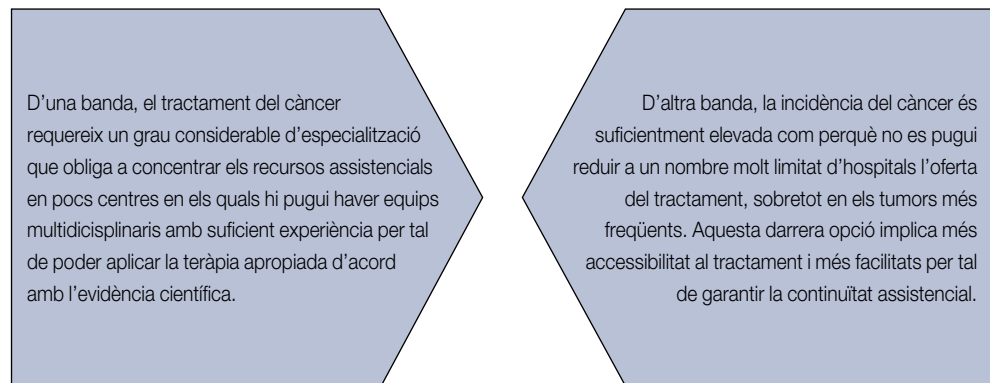 D’una banda, el tractament del càncer
requereix un grau considerable d’especialització
que obliga a concentrar els recursos assistencials
en pocs centres en els quals hi pugui haver equips
multidicisplinaris amb suficient experiència per tal
de poder aplicar la teràpia apropiada d’acord
amb l’evidència científica.
D’altra banda, la incidència del càncer és
suficientment elevada com perquè no es pugui
reduir a un nombre molt limitat d’hospitals l’oferta
del tractament, sobretot en els tumors més
freqüents. Aquesta darrera opció implica més
accessibilitat al tractament i més facilitats per tal
de garantir la continuïtat assistencial.